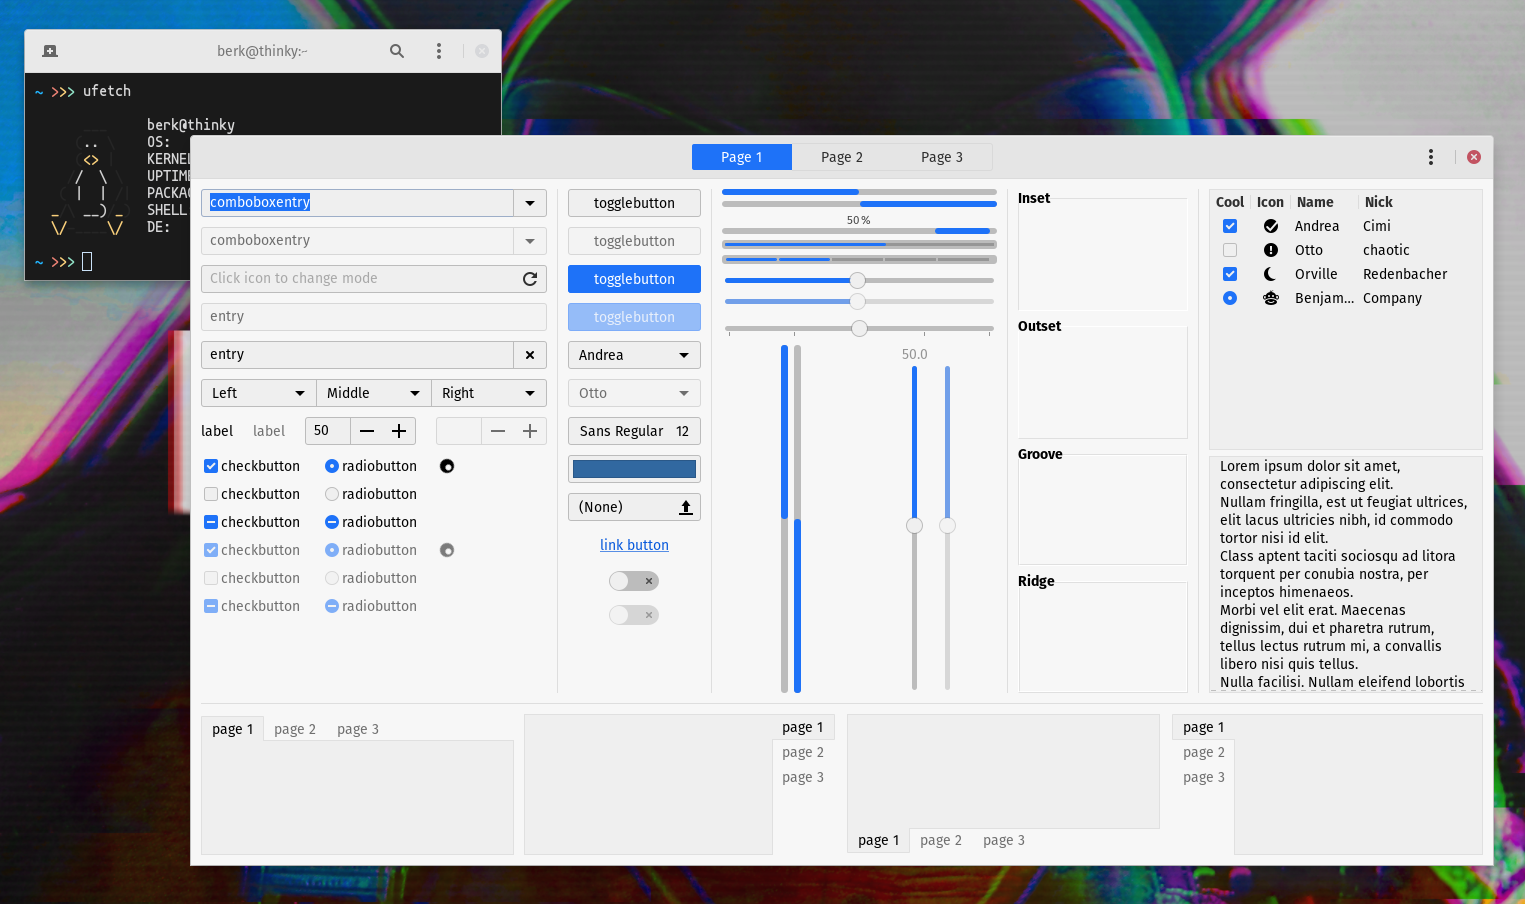 berk@thinky:~
~ >>> ufetch
berk@thinky
OS:
KERNEL
UPTIME
PACKAG
SHELL
DE:
~ >>>
Page 1
Page 2
Page 3
comboboxentry
comboboxentry
Click icon to change mode
entry
entry
Left
Middle
Right
label
label
50
checkbutton
radiobutton
checkbutton
radiobutton
checkbutton
radiobutton
checkbutton
radiobutton
checkbutton
radiobutton
checkbutton
radiobutton
togglebutton
togglebutton
togglebutton
togglebutton
Andrea
Otto
Sans Regular 12
(None)
link button
50 %
50.0
Inset
Outset
Groove
Ridge
Cool Icon Name Nick
Andrea Cimi
Otto chaotic
Orville Redenbacher
Benjam... Company
Lorem ipsum dolor sit amet,
consectetur adipiscing elit.
Nullam fringilla, est ut feugiat ultrices,
elit lacus ultricies nibh, id commodo
tortor nisi id elit.
Class aptent taciti sociosqu ad litora
torquent per conubia nostra, per
inceptos himenaeos.
Morbi vel elit erat. Maecenas
dignissim, dui et pharetra rutrum,
tellus lectus rutrum mi, a convallis
libero nisi quis tellus.
Nulla facilisi. Nullam eleifend lobortis
page 1
page 2
page 3
page 1
page 2
page 3
page 1
page 2
page 3
page 1
page 2
page 3